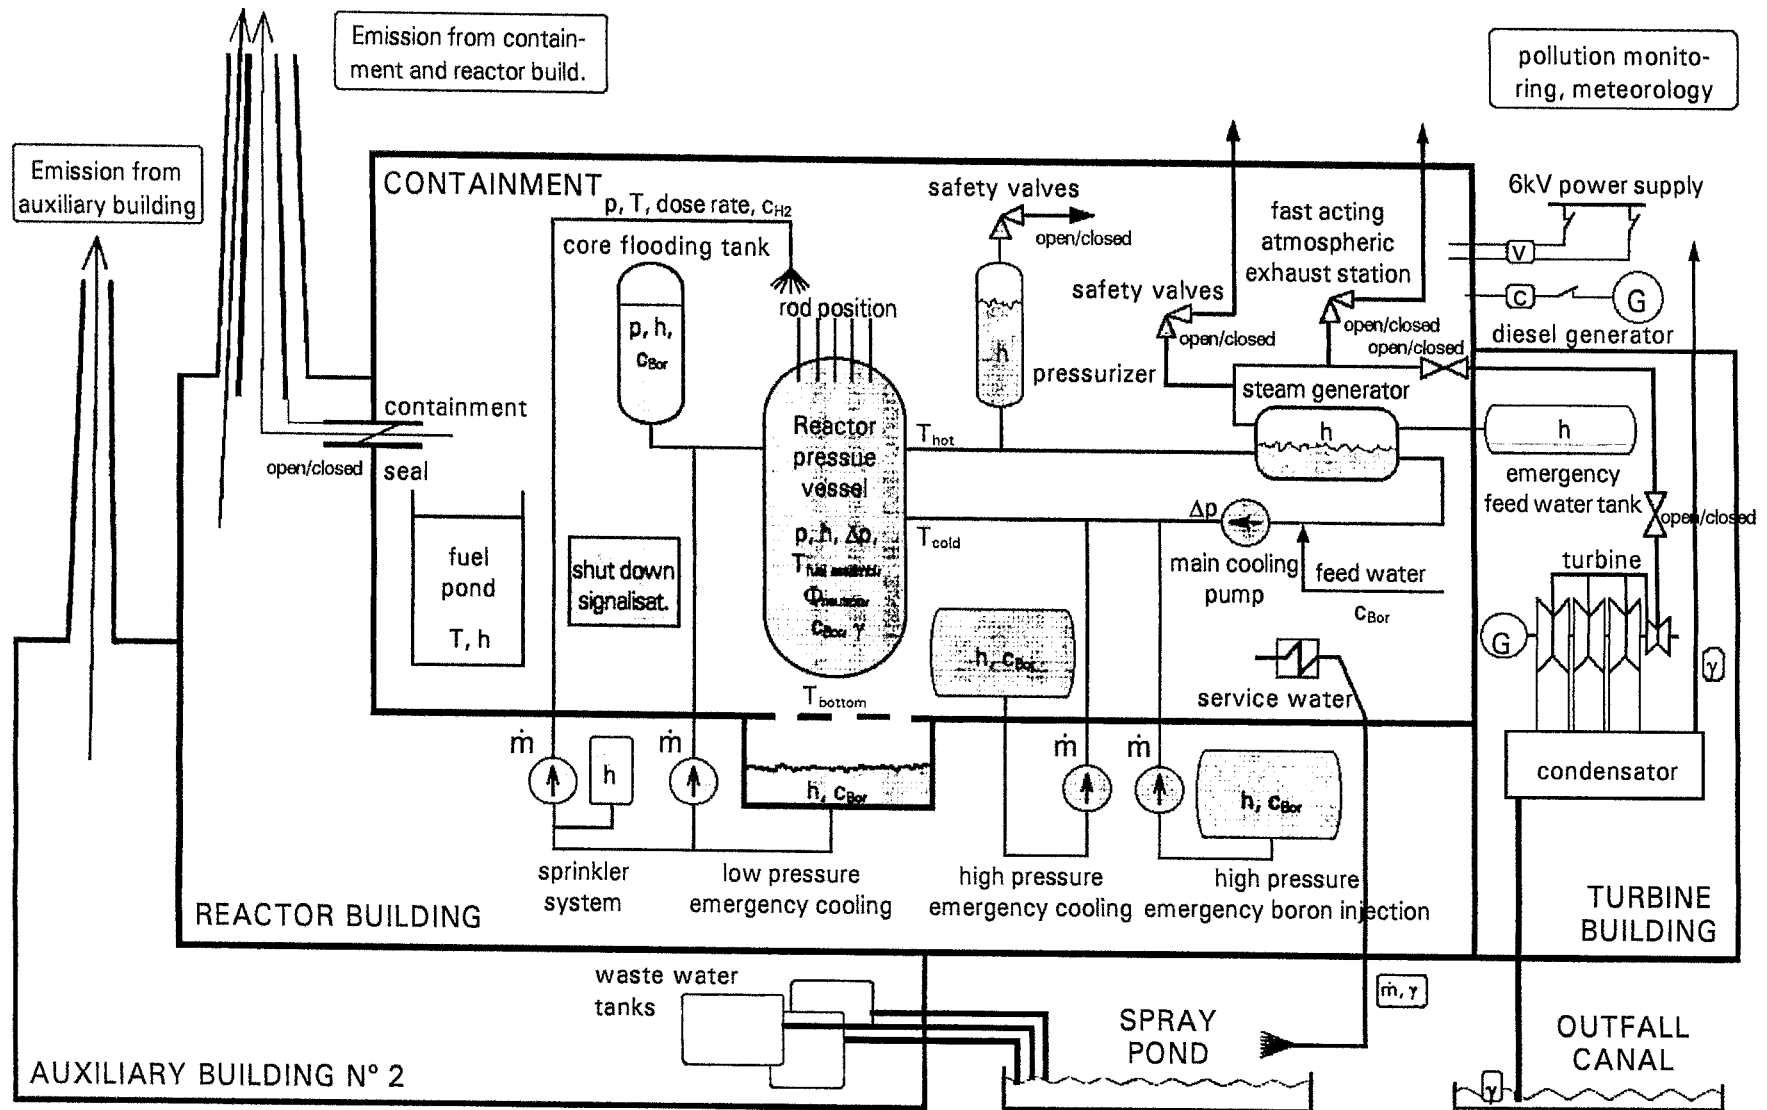 Emission from contain-
ment and reactor build.
pollution monito-
ring, meteorology
Emission from
auxiliary building
CONTAINMENT
p, T, dose rate, cH2
core flooding tank
p, h,
cBor
rod position
safety valves
open/closed
h
pressurizer
safety valves
open/closed
fast acting
atmospheric
exhaust station
open/closed
open/closed
6kV power supply
V
C
G
diesel generator
steam generator
h
h
emergency
feed water tank
open/closed
containment
open/closed
seal
Reactor
pressue
vessel
p, h, Δp,
T
Φ
cBor, γ
Thot
Tcold
Δp
main cooling
pump
feed water
cBor
turbine
G
γ
fuel
pond
T, h
shut down
signalisat.
h, cBor
service water
Tbottom
ṁ
h
ṁ
h, cBor
ṁ
ṁ
h, cBor
condensator
sprinkler
system
low pressure
emergency cooling
high pressure
emergency cooling
high pressure
emergency boron injection
REACTOR BUILDING
TURBINE
BUILDING
waste water
tanks
ṁ, γ
SPRAY
POND
OUTFALL
CANAL
γ
AUXILIARY BUILDING N° 2